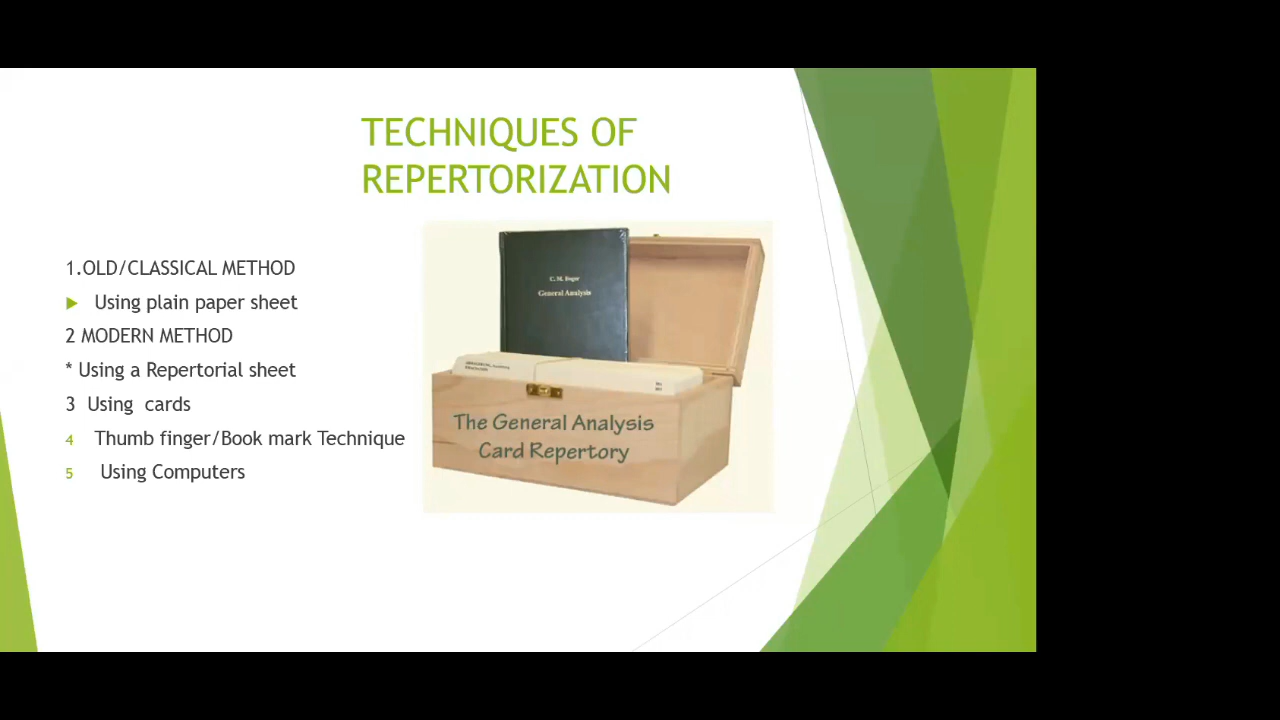 TECHNIQUES OF
REPERTORIZATION
1.OLD/CLASSICAL METHOD
Using plain paper sheet
2 MODERN METHOD
* Using a Repertorial sheet
3 Using cards
4 Thumb finger/Book mark Technique
5 Using Computers
C. M. Boger
General Analysis
The General Analysis
Card Repertory